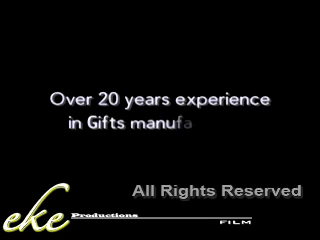 Over 20 years experience
in Gifts manufa
All Rights Reserved
eke Productions
FILM